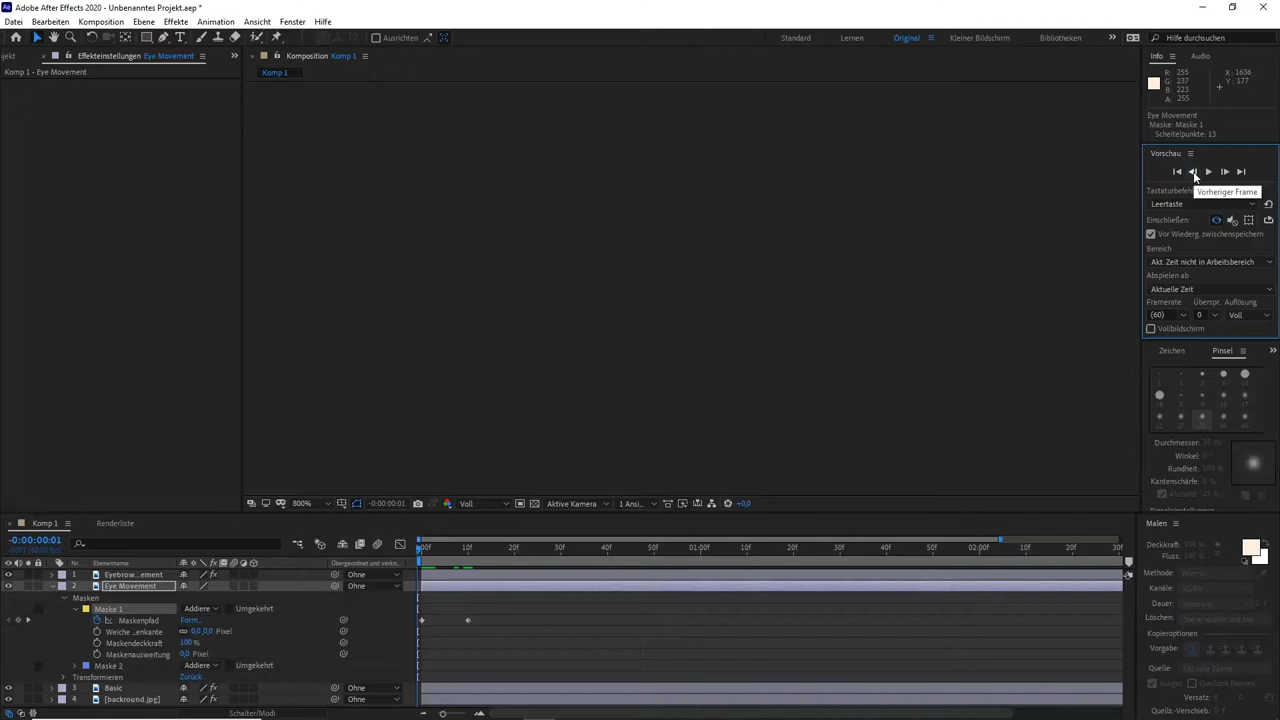 Adobe After Effects 2020 - Unbenanntes Projekt.aep *
Datei Bearbeiten Komposition Ebene Effekte Animation Ansicht Fenster Hilfe
Ausrichten Standard Lernen Original Kleiner Bildschirm Bibliotheken Hilfe durchsuchen
jekt Effekteinstellungen Eye Movement Komposition Komp 1 Info Audio
Komp 1 - Eye Movement Komp 1
R: 255 X: 1636
G: 237 Y: 177
B: 223
A: 255
Eye Movement
Maske: Maske 1
Scheitelpunkte: 13
Vorschau
Tastaturbefeh
Vorheriger Frame
Leertaste
Einschließen:
Vor Wiederg. zwischenspeichern
Bereich
Akt. Zeit nicht in Arbeitsbereich
Abspielen ab
Aktuelle Zeit
Framerate Überspr. Auflösung
(60) 0 Voll
Vollbildschirm
Zeichen Pinsel
Durchmesser:
Winkel:
Rundheit:
Kantenschärfe:
Abstand:
800% -0:00:00:01 Voll Aktive Kamera 1 Ansi... +0,0
Komp 1 Renderliste
Malen
-0:00:00:01
Ebenenname Übergeordnet und verkn...
:00f 10f 20f 30f 40f 50f 01:00f 10f 20f 30f 40f 50f 02:00f 10f 20f 30f
1 Eyebrow...ement Ohne
2 Eye Movement Ohne
Masken
Maske 1 Addiere Umgekehrt
Maskenpfad Form...
Weiche ...enkante 0,0,0,0 Pixel
Maskendeckkraft 100 %
Maskenausweitung 0,0 Pixel
Maske 2 Addiere Umgekehrt
Transformieren Zurück
3 Basic Ohne
4 [backround.jpg] Ohne
Schalter/Modi
Deckkraft:
Fluss:
Methode:
Kanäle:
Dauer:
Löschen:
Kopieroptionen
Vorgabe:
Quelle:
Versatz:
Quellz.-Verschieb.: